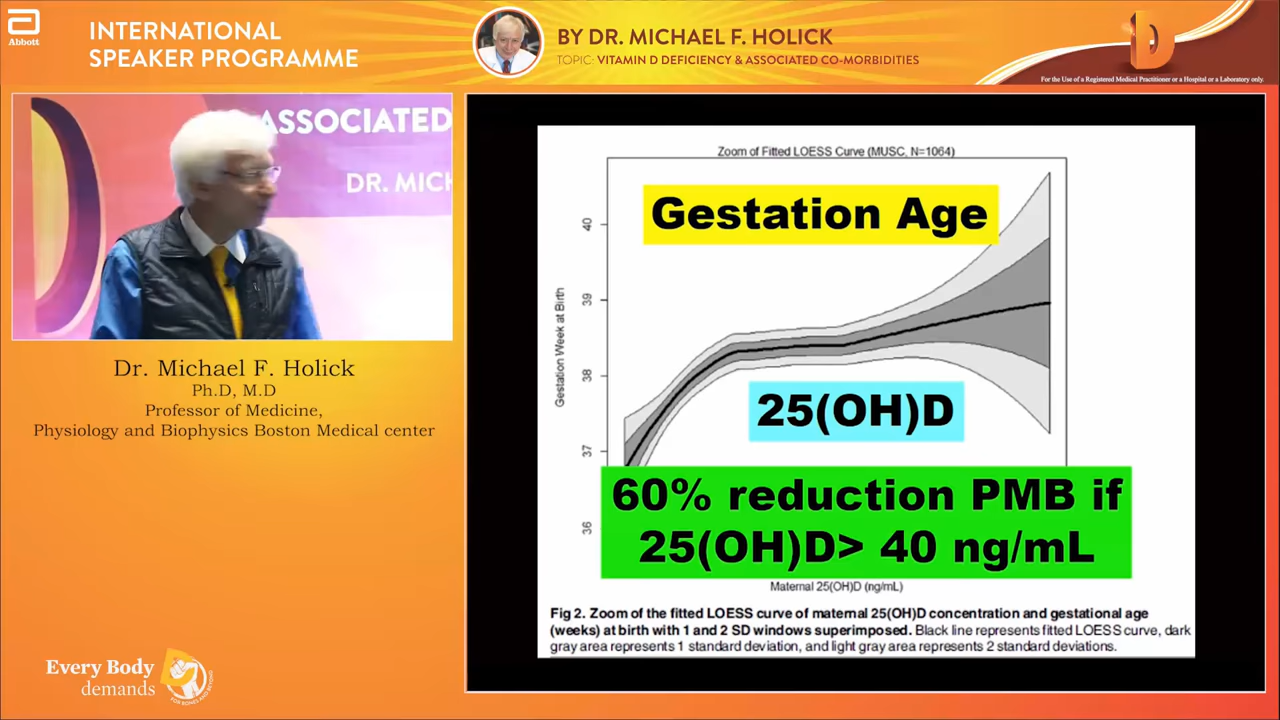 Abbott
INTERNATIONAL
SPEAKER PROGRAMME
BY DR. MICHAEL F. HOLICK
TOPIC: VITAMIN D DEFICIENCY & ASSOCIATED CO-MORBIDITIES
D
For the Use of a Registered Medical Practitioner or a Hospital or a Laboratory only.
ASSOCIATED
DR. MICH
Dr. Michael F. Holick
Ph.D, M.D
Professor of Medicine,
Physiology and Biophysics Boston Medical center
Every Body
demands
FOR BONES AND BEYOND
Zoom of Fitted LOESS Curve (MUSC, N=1064)
Gestation Age
40
39
38
37
36
Gestation Week at Birth
25(OH)D
60% reduction PMB if
25(OH)D> 40 ng/mL
Maternal 25(OH)D (ng/mL)
Fig 2. Zoom of the fitted LOESS curve of maternal 25(OH)D concentration and gestational age
(weeks) at birth with 1 and 2 SD windows superimposed. Black line represents fitted LOESS curve, dark
gray area represents 1 standard deviation, and light gray area represents 2 standard deviations.